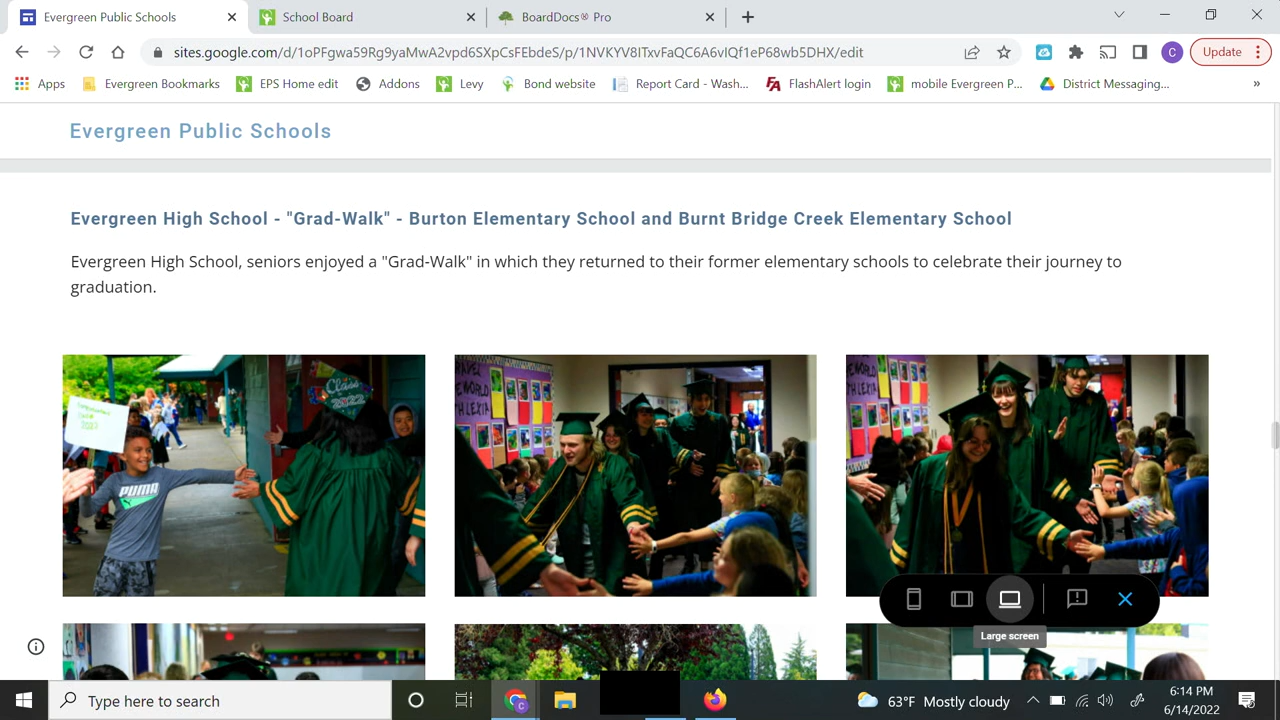 Evergreen Public Schools
School Board
BoardDocs® Pro
sites.google.com/d/1oPFgwa59Rg9yaMwA2vpd6SXpCsFEbdeS/p/1NVKYV8ITxvFaQC6A6vIQf1eP68wb5DHX/edit
C
Update
Apps
Evergreen Bookmarks
EPS Home edit
Addons
Levy
Bond website
Report Card - Wash...
FlashAlert login
mobile Evergreen P...
District Messaging...
»
Evergreen Public Schools
Evergreen High School - "Grad-Walk" - Burton Elementary School and Burnt Bridge Creek Elementary School
Evergreen High School, seniors enjoyed a "Grad-Walk" in which they returned to their former elementary schools to celebrate their journey to
graduation.
Class
2022
PUMA
Large screen
Type here to search
63°F Mostly cloudy
6:14 PM
6/14/2022